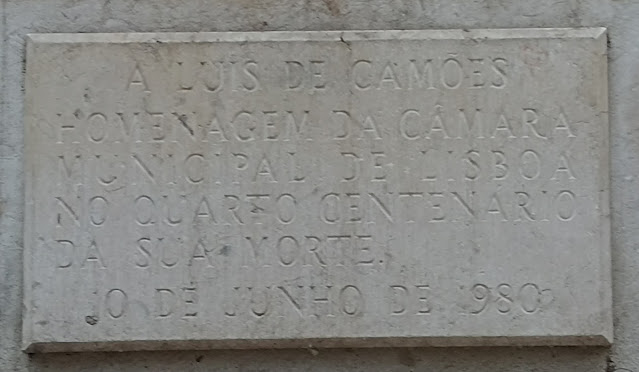 A LUIS DE CAMÕES
HOMENAGEM DA CÂMARA
MUNICIPAL DE LISBOA
NO QUARTO CENTENÁRIO
DA SUA MORTE.
10 DE JUNHO DE 1980